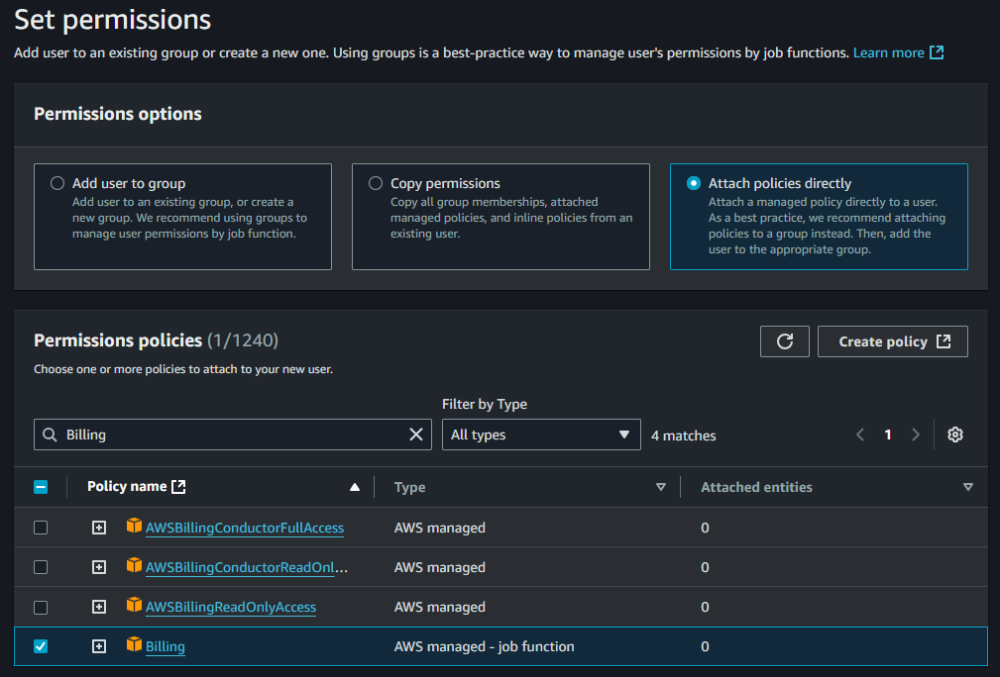 Set permissions
Add user to an existing group or create a new one. Using groups is a best-practice way to manage user's permissions by job functions. Learn more
Permissions options
Add user to group
Add user to an existing group, or create a
new group. We recommend using groups to
manage user permissions by job function.
Copy permissions
Copy all group memberships, attached
managed policies, and inline policies from an
existing user.
Attach policies directly
Attach a managed policy directly to a user.
As a best practice, we recommend attaching
policies to a group instead. Then, add the
user to the appropriate group.
Permissions policies (1/1240)
Create policy
Choose one or more policies to attach to your new user.
Filter by Type
Billing
All types
4 matches
1
Policy name
Type
Attached entities
AWSBillingConductorFullAccess AWS managed 0
AWSBillingConductorReadOnl... AWS managed 0
AWSBillingReadOnlyAccess AWS managed 0
Billing AWS managed - job function 0